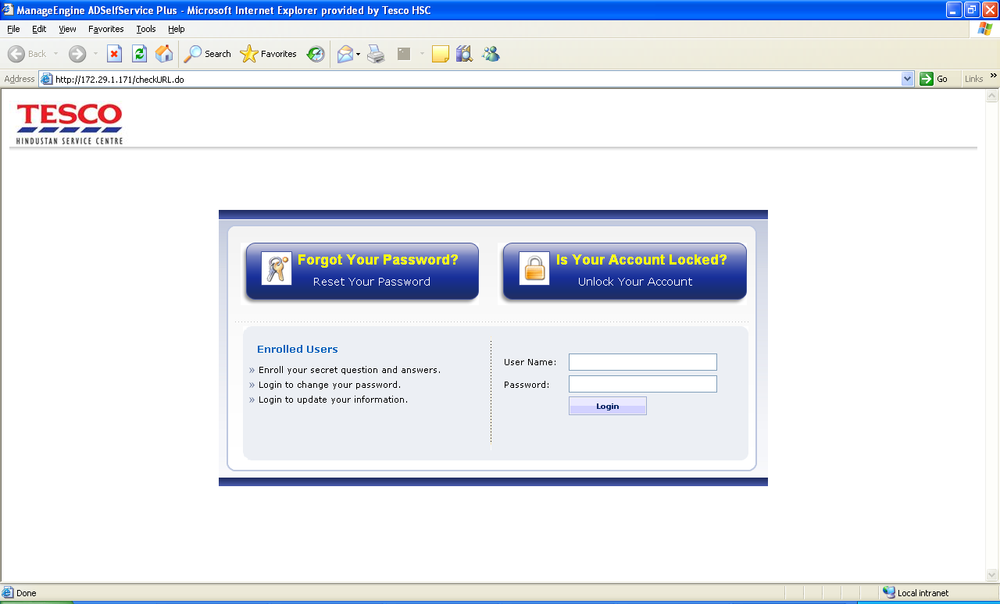 ManageEngine ADSelfService Plus - Microsoft Internet Explorer provided by Tesco HSC
File Edit View Favorites Tools Help
Back Search Favorites
Address http://172.29.1.171/checkURL.do Go Links »
TESCO
HINDUSTAN SERVICE CENTRE
Forgot Your Password? Is Your Account Locked?
Reset Your Password Unlock Your Account
Enrolled Users
» Enroll your secret question and answers.
» Login to change your password.
» Login to update your information.
User Name:
Password:
Login
Done Local intranet